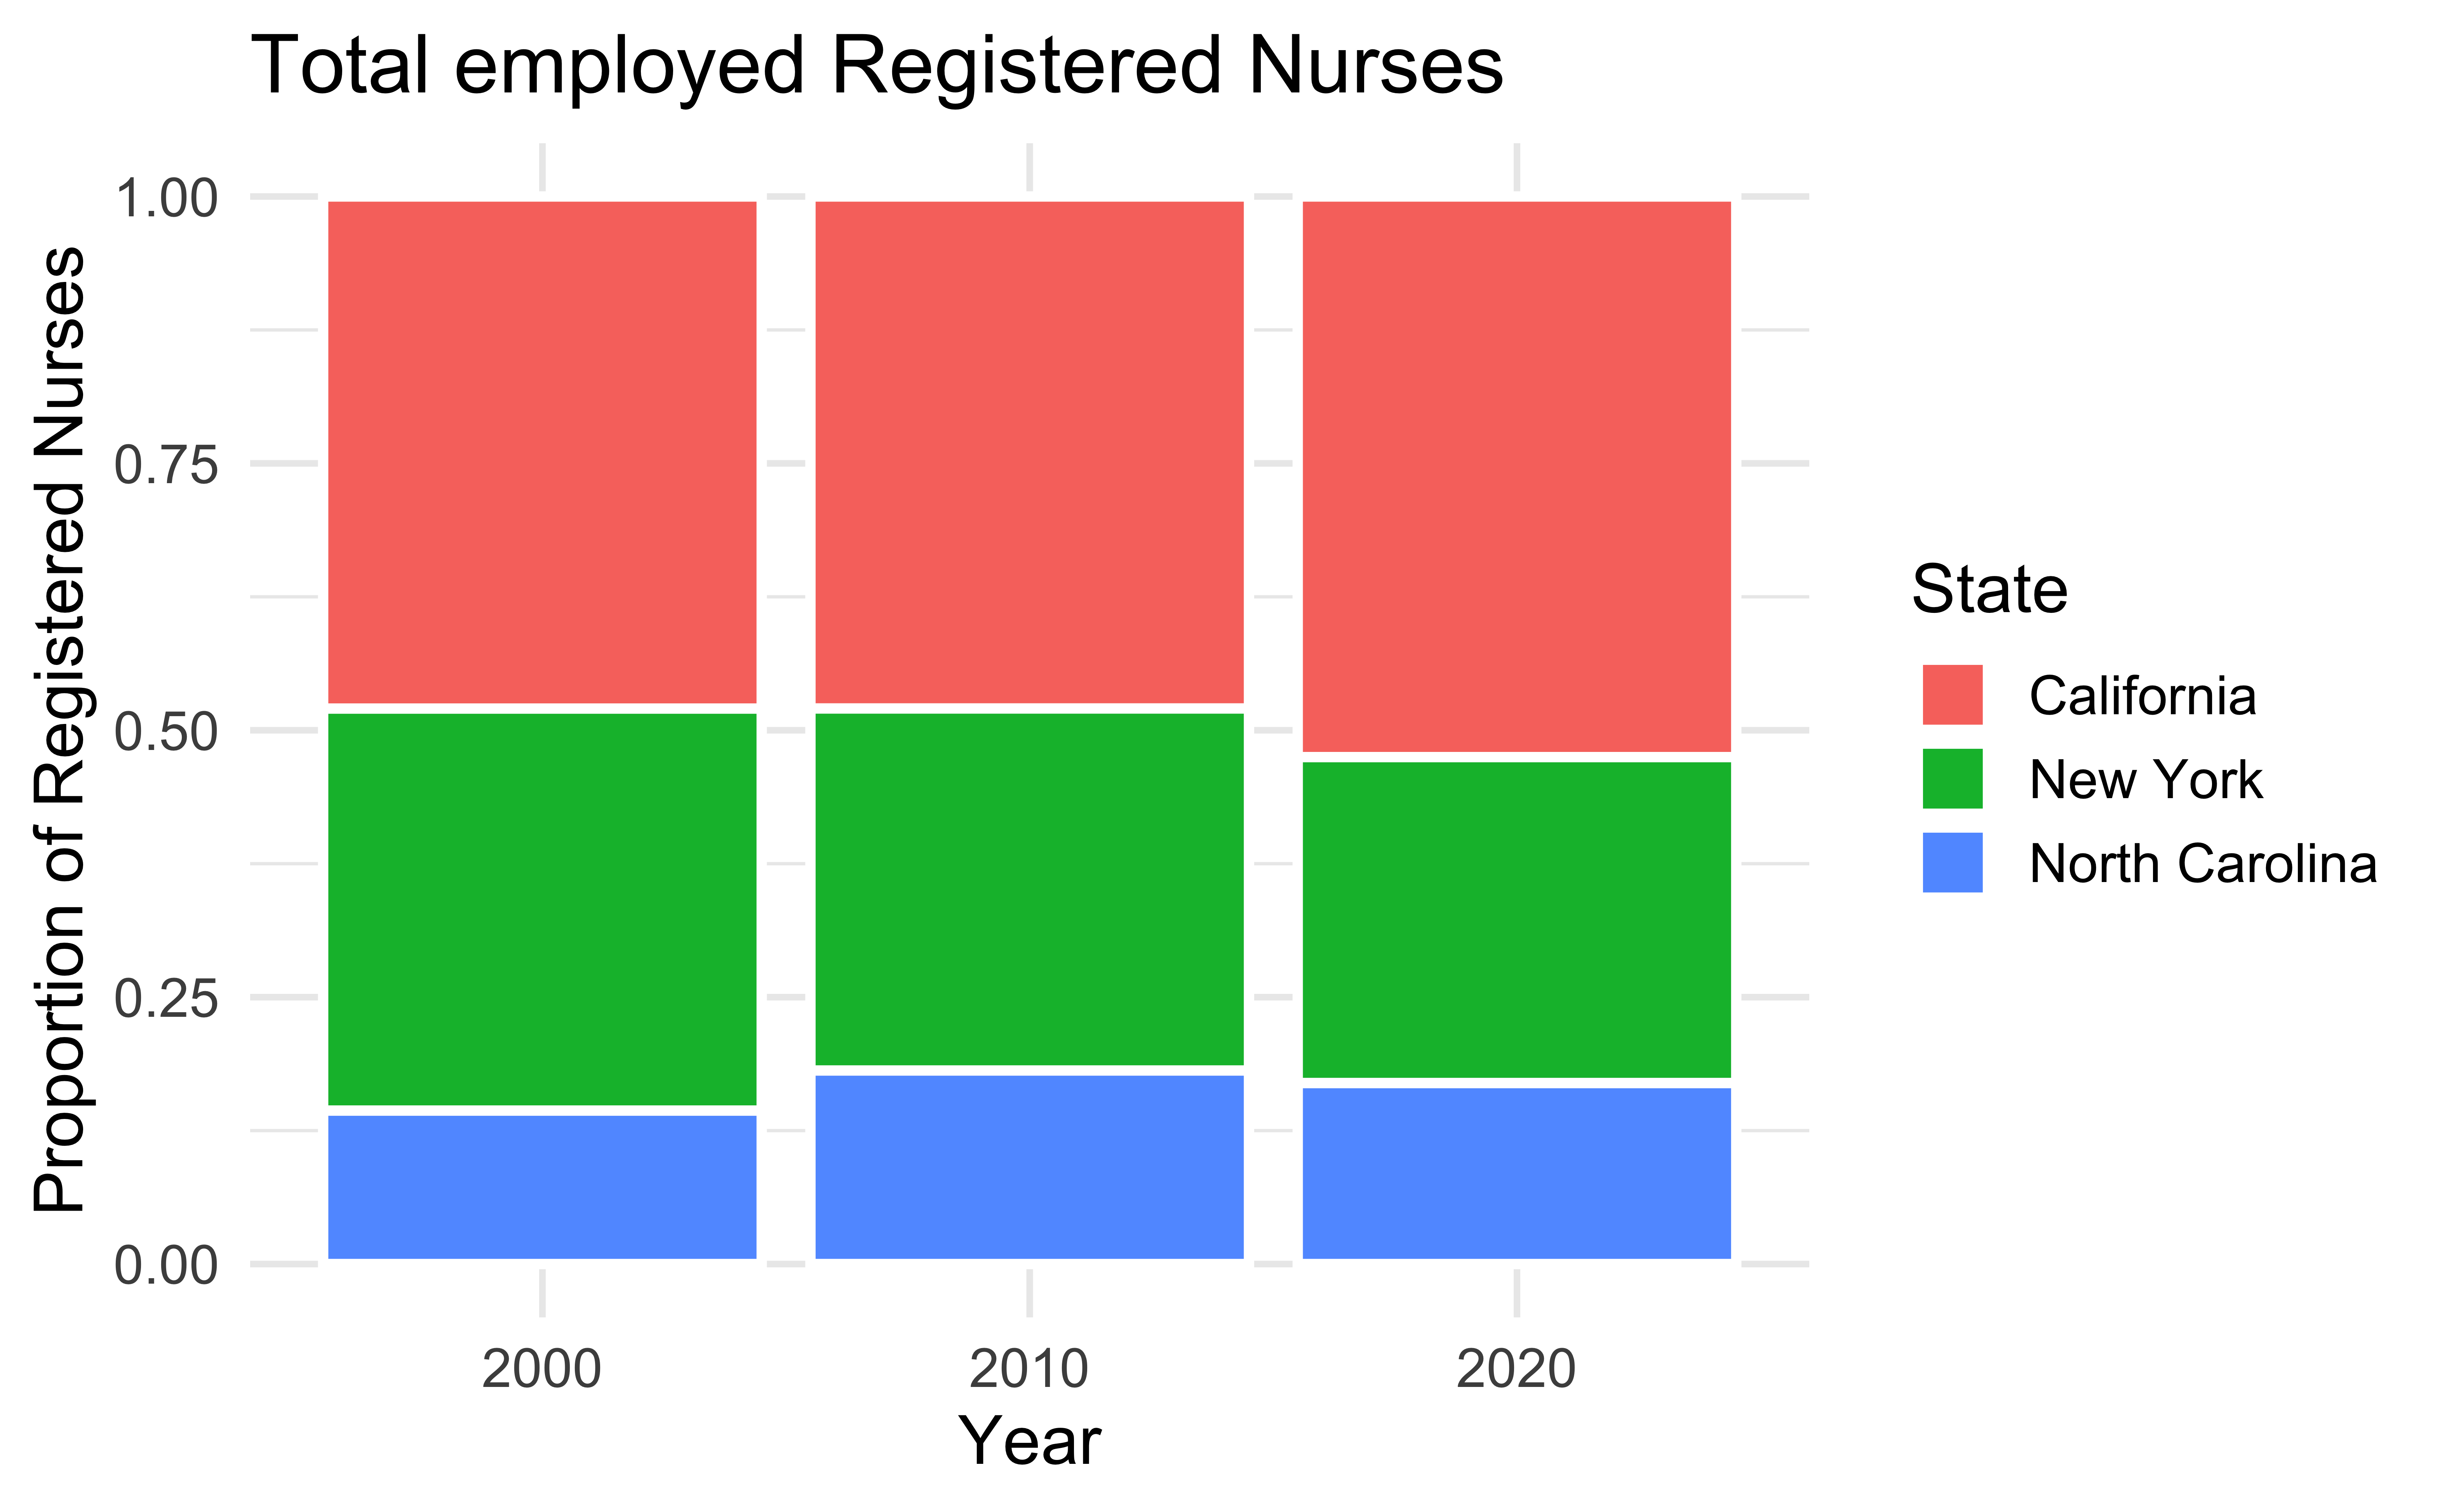 Total employed Registered Nurses
Proportion of Registered Nurses
1.00
0.75
0.50
0.25
0.00
2000
2010
2020
Year
State
California
New York
North Carolina